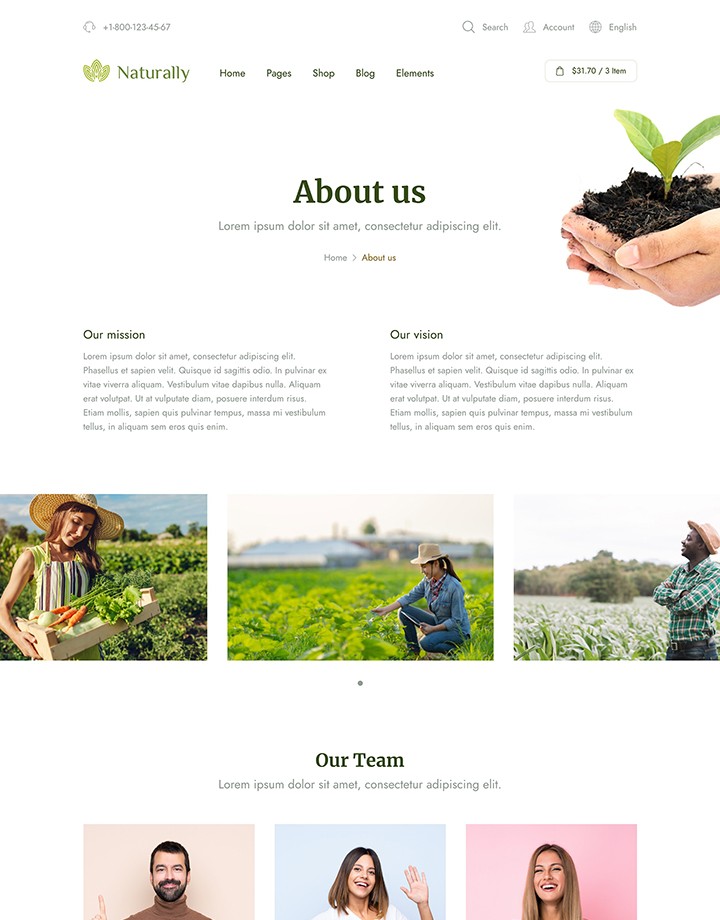 +1-800-123-45-67
Search
Account
English
Naturally
Home
Pages
Shop
Blog
Elements
$31.70 / 3 Item
About us
Lorem ipsum dolor sit amet, consectetur adipiscing elit.
Home > About us
Our mission
Lorem ipsum dolor sit amet, consectetur adipiscing elit.
Phasellus et sapien velit. Quisque id sagittis odio. In pulvinar ex
vitae viverra aliquam. Vestibulum vitae dapibus nulla. Aliquam
erat volutpat. Ut at vulputate diam, posuere interdum risus.
Etiam mollis, sapien quis pulvinar tempus, massa mi vestibulum
tellus, in aliquam sem eros quis enim.
Our vision
Lorem ipsum dolor sit amet, consectetur adipiscing elit.
Phasellus et sapien velit. Quisque id sagittis odio. In pulvinar ex
vitae viverra aliquam. Vestibulum vitae dapibus nulla. Aliquam
erat volutpat. Ut at vulputate diam, posuere interdum risus.
Etiam mollis, sapien quis pulvinar tempus, massa mi vestibulum
tellus, in aliquam sem eros quis enim.
Our Team
Lorem ipsum dolor sit amet, consectetur adipiscing elit.